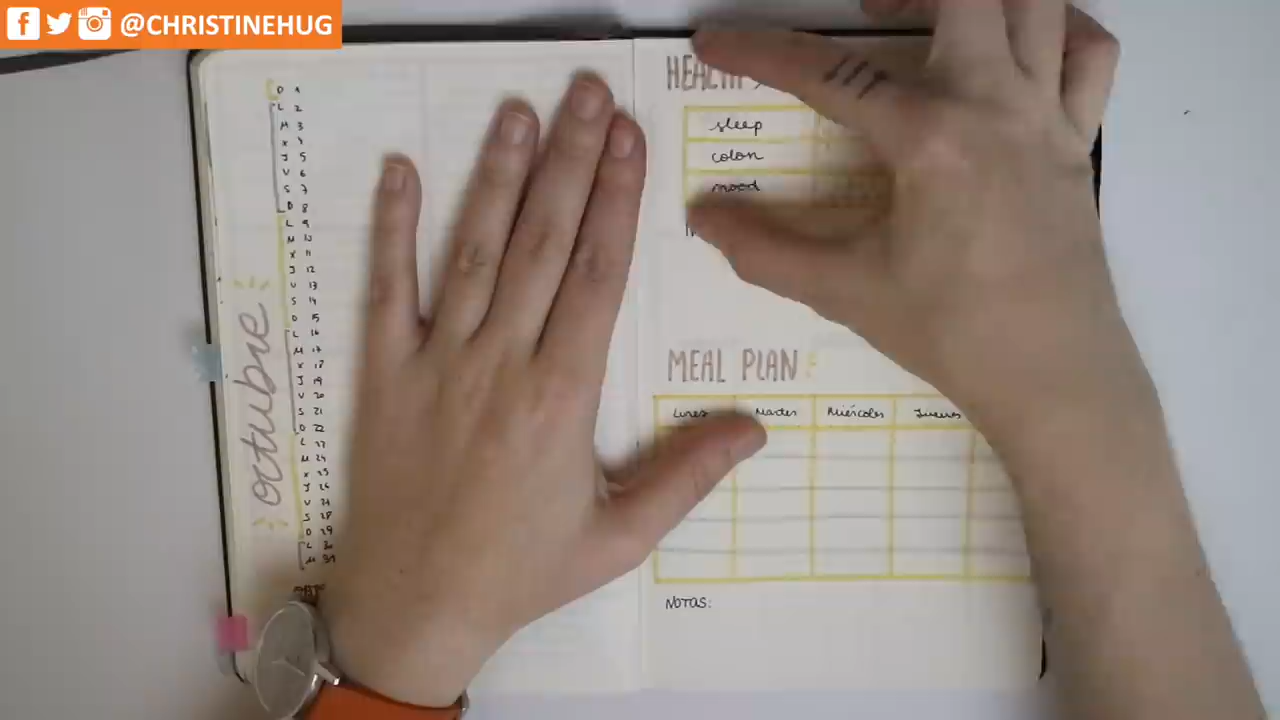 @CHRISTINEHUG
D 1
L 2
M 3
X 4
J 5
V 6
S 7
D 8
L 9
M 10
X 11
J 12
V 13
S 14
D 15
L 16
M 17
X 18
J 19
V 20
S 21
D 22
L 23
M 24
X 25
J 26
V 27
S 28
D 29
L 30
M 31
octubre
sleep
colon
mood
MEAL PLAN:
Lunes Martes Miércoles Jueves
NOTAS: